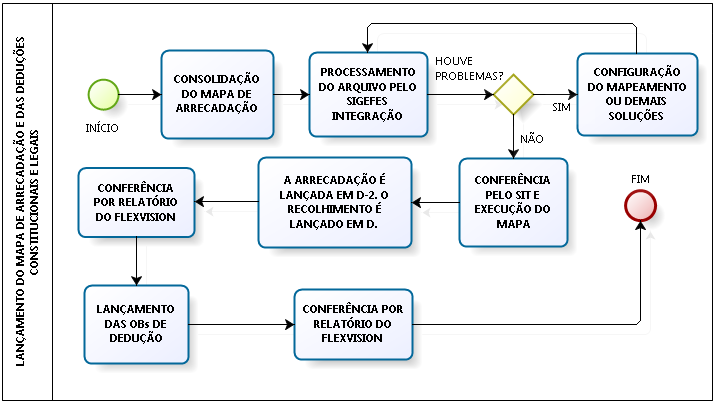 LANÇAMENTO DO MAPA DE ARRECADAÇÃO E DAS DEDUÇÕES
CONSTITUCIONAIS E LEGAIS
INÍCIO
CONSOLIDAÇÃO
DO MAPA DE
ARRECADAÇÃO
PROCESSAMENTO
DO ARQUIVO PELO
SIGEFES
INTEGRAÇÃO
HOUVE
PROBLEMAS?
SIM
CONFIGURAÇÃO
DO MAPEAMENTO
OU DEMAIS
SOLUÇÕES
NÃO
CONFERÊNCIA
PELO SIT E
EXECUÇÃO DO
MAPA
A ARRECADAÇÃO É
LANÇADA EM D-2. O
RECOLHIMENTO É
LANÇADO EM D.
CONFERÊNCIA
POR RELATÓRIO
DO FLEXVISION
LANÇAMENTO
DAS OBs DE
DEDUÇÃO
CONFERÊNCIA POR
RELATÓRIO DO
FLEXVISION
FIM